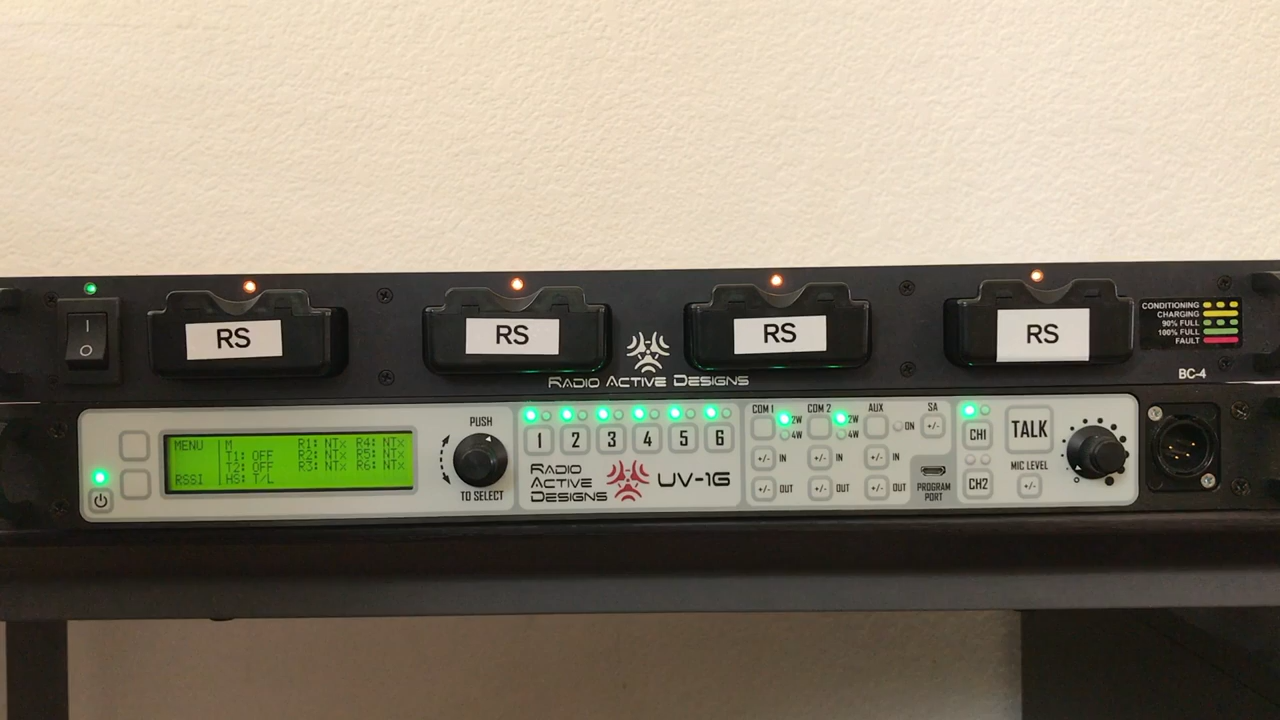 I
O
RS
RS
RS
RS
CONDITIONING
CHARGING
90% FULL
100% FULL
FAULT
RADIO ACTIVE DESIGNS
BC-4
MENU
M
R1: NTx R4: NTx
T1: OFF R2: NTx R5: NTx
T2: OFF R3: NTx R6: NTx
RSSI
HS: T/L
PUSH
TO SELECT
1 2 3 4 5 6
RADIO
ACTIVE
DESIGNS
UV-1G
COM 1
2W
4W
+/- IN
+/- OUT
COM 2
2W
4W
+/- IN
+/- OUT
AUX
ON
+/- IN
+/- OUT
SA
+/-
PROGRAM
PORT
CH1
CH2
TALK
MIC LEVEL
+/-